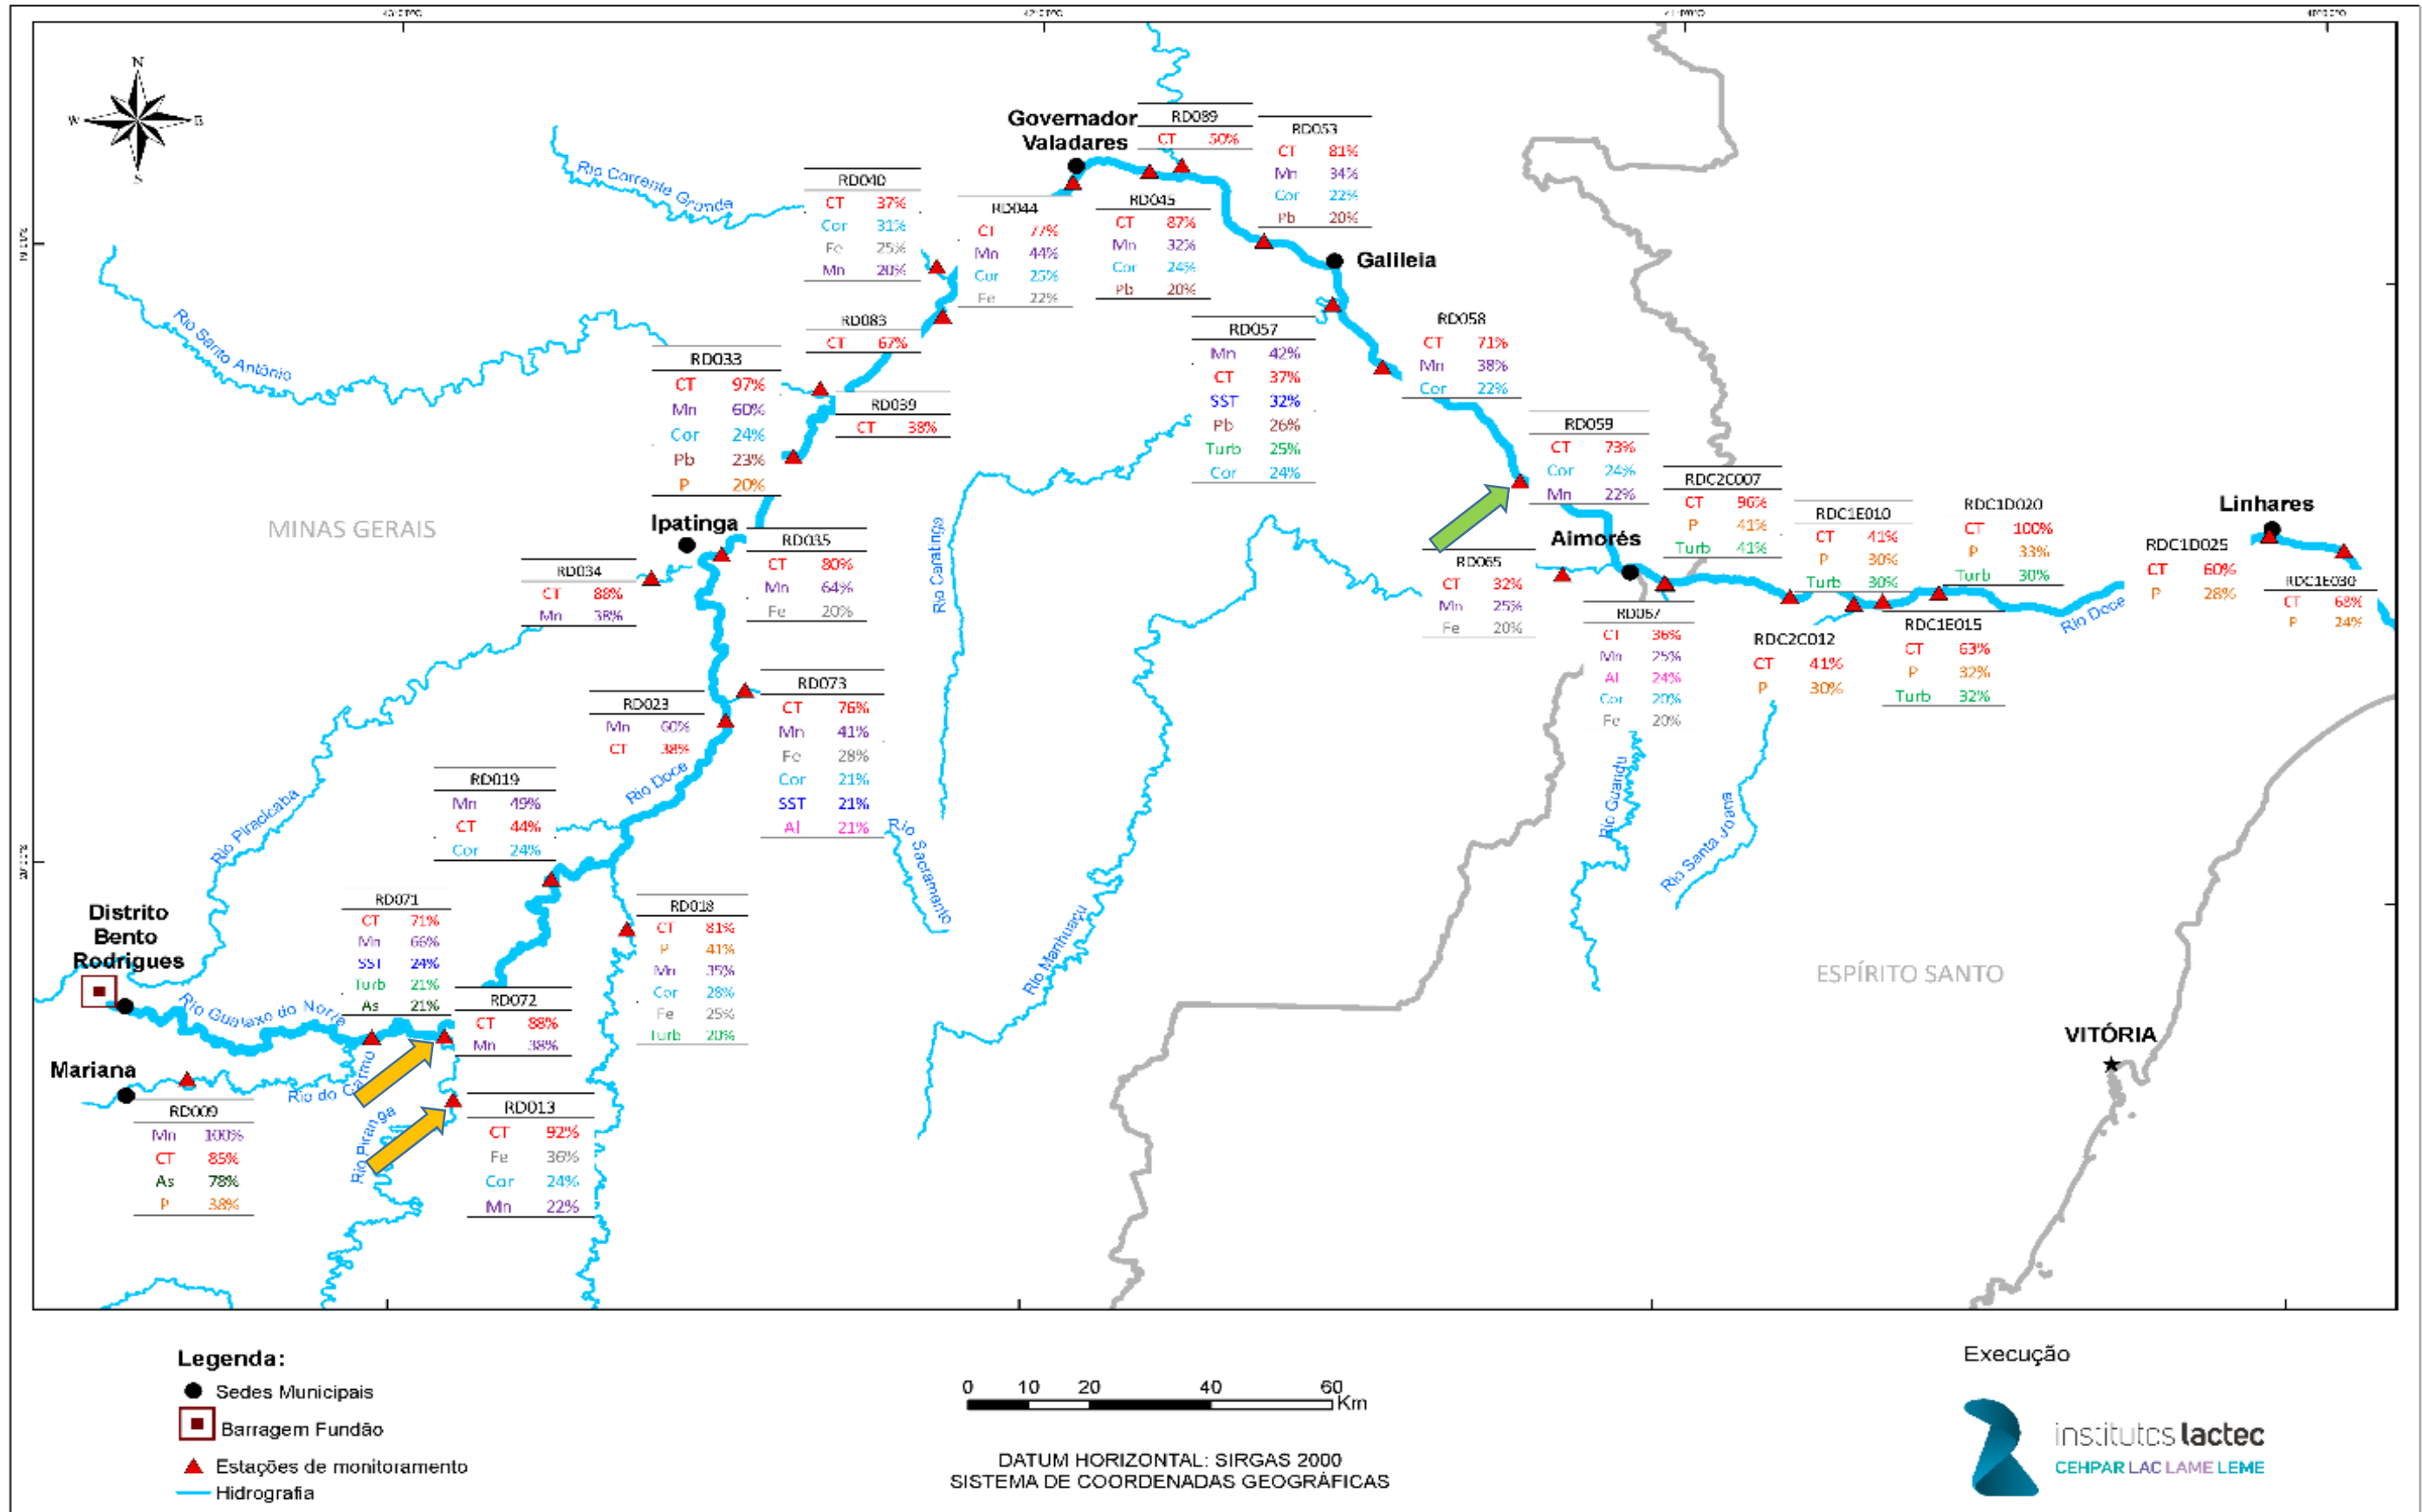 N
W
S
Governador
Valadares
RD089
CT 50%
RD053
CT 81%
Mn 34%
Cor 22%
Pb 20%
RD040
CT 37%
Cor 31%
Fe 25%
Mn 20%
RD044
CT 77%
Mn 44%
Cor 25%
Fe 22%
RD045
CT 87%
Mn 32%
Cor 24%
Pb 20%
Rio Corrente Grande
Galileia
Rio Santo Antônio
RD083
CT 67%
RD033
CT 97%
Mn 60%
Cor 24%
Pb 23%
P 20%
RD039
CT 38%
RD057
Mn 42%
CT 37%
SST 32%
Pb 26%
Turb 25%
Cor 24%
RD058
CT 71%
Mn 38%
Cor 22%
RD059
CT 73%
Cor 24%
Mn 22%
RDC2C007
CT 96%
P 41%
Turb 41%
RDC1E010
CT 41%
P 30%
Turb 30%
RDC1D020
CT 100%
P 33%
Turb 30%
Linhares
RDC1D025
CT 60%
P 28%
RDC1E030
CT 68%
P 24%
MINAS GERAIS
Ipatinga
RD035
CT 80%
Mn 64%
Fe 20%
RD034
CT 88%
Mn 38%
Rio Caratinga
Aimorés
RD065
CT 32%
Mn 25%
Fe 20%
RD067
CT 36%
Mn 25%
Al 24%
Cor 20%
Fe 20%
RDC2C012
CT 41%
P 30%
RDC1E015
CT 63%
P 32%
Turb 32%
Rio Doce
RD073
CT 76%
Mn 41%
Fe 28%
Cor 21%
SST 21%
Al 21%
RD023
Mn 60%
CT 38%
Rio Doce
RD019
Mn 49%
CT 44%
Cor 24%
Rio Piracicaba
Rio Sacramento
Rio Manhuaçu
Rio Guandu
Rio Santa Joana
Distrito
Bento
Rodrigues
RD071
CT 71%
Mn 66%
SST 24%
Turb 21%
As 21%
RD018
CT 81%
P 41%
Mn 35%
Cor 28%
Fe 25%
Turb 20%
Rio Gualaxo do Norte
RD072
CT 88%
Mn 38%
ESPÍRITO SANTO
VITÓRIA
Mariana
Rio do Carmo
RD009
Mn 100%
CT 85%
As 78%
P 38%
Rio Piranga
RD013
CT 92%
Fe 36%
Cor 24%
Mn 22%
Legenda:
Sedes Municipais
Barragem Fundão
Estações de monitoramento
Hidrografia
0 10 20 40 60
Km
DATUM HORIZONTAL: SIRGAS 2000
SISTEMA DE COORDENADAS GEOGRÁFICAS
Execução
institutos lactec
CEHPAR LAC LAME LEME